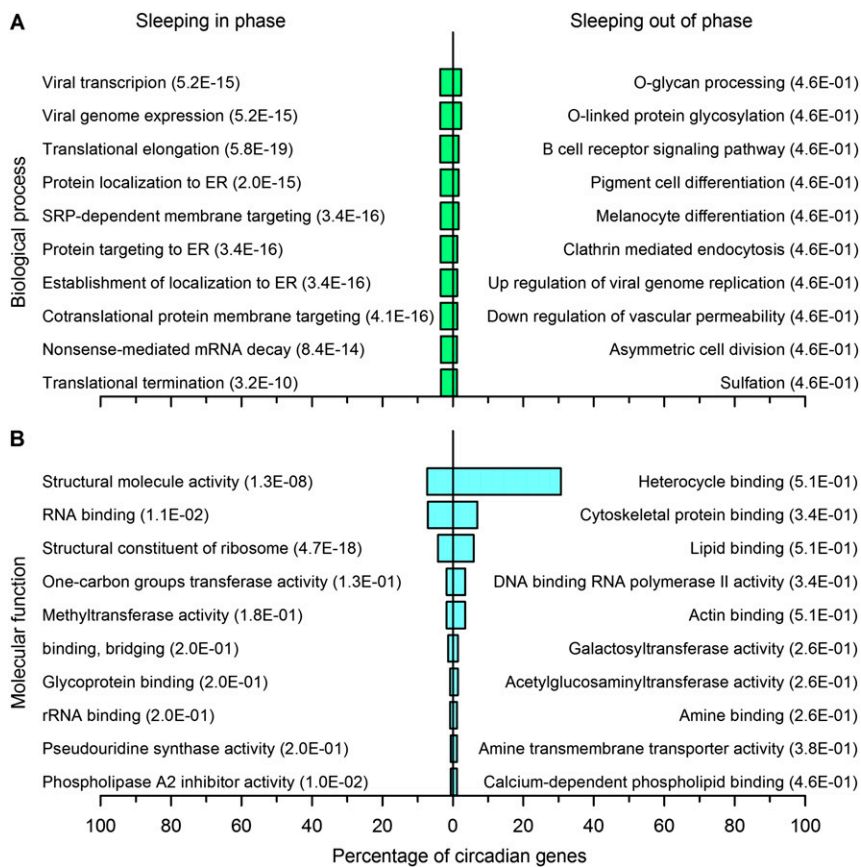 A Sleeping in phase Sleeping out of phase
Biological process
Viral transcripion (5.2E-15) O-glycan processing (4.6E-01)
Viral genome expression (5.2E-15) O-linked protein glycosylation (4.6E-01)
Translational elongation (5.8E-19) B cell receptor signaling pathway (4.6E-01)
Protein localization to ER (2.0E-15) Pigment cell differentiation (4.6E-01)
SRP-dependent membrane targeting (3.4E-16) Melanocyte differentiation (4.6E-01)
Protein targeting to ER (3.4E-16) Clathrin mediated endocytosis (4.6E-01)
Establishment of localization to ER (3.4E-16) Up regulation of viral genome replication (4.6E-01)
Cotranslational protein membrane targeting (4.1E-16) Down regulation of vascular permeability (4.6E-01)
Nonsense-mediated mRNA decay (8.4E-14) Asymmetric cell division (4.6E-01)
Translational termination (3.2E-10) Sulfation (4.6E-01)
100 80 60 40 20 0 20 40 60 80 100
B
Molecular function
Structural molecule activity (1.3E-08) Heterocycle binding (5.1E-01)
RNA binding (1.1E-02) Cytoskeletal protein binding (3.4E-01)
Structural constituent of ribosome (4.7E-18) Lipid binding (5.1E-01)
One-carbon groups transferase activity (1.3E-01) DNA binding RNA polymerase II activity (3.4E-01)
Methyltransferase activity (1.8E-01) Actin binding (5.1E-01)
binding, bridging (2.0E-01) Galactosyltransferase activity (2.6E-01)
Glycoprotein binding (2.0E-01) Acetylglucosaminyltransferase activity (2.6E-01)
rRNA binding (2.0E-01) Amine binding (2.6E-01)
Pseudouridine synthase activity (2.0E-01) Amine transmembrane transporter activity (3.8E-01)
Phospholipase A2 inhibitor activity (1.0E-02) Calcium-dependent phospholipid binding (4.6E-01)
100 80 60 40 20 0 20 40 60 80 100
Percentage of circadian genes